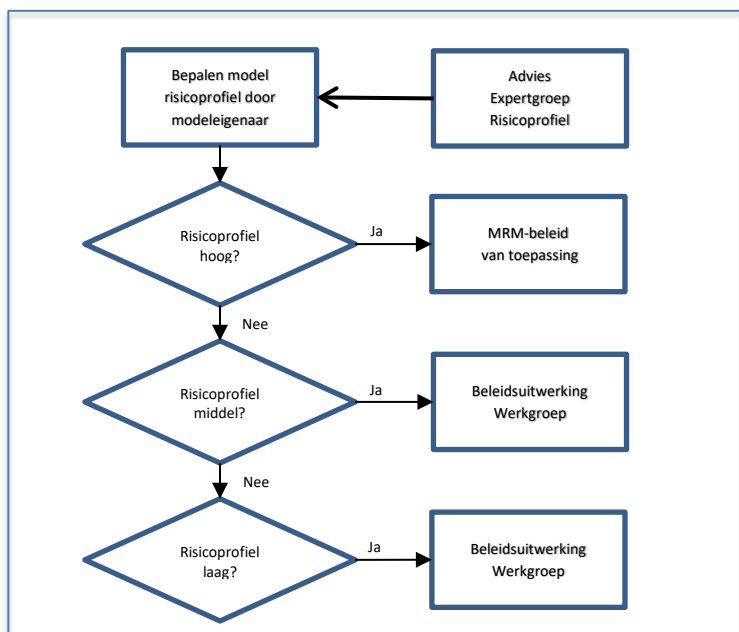 Bepalen model
risicoprofiel door
modeleigenaar
Advies
Expertgroep
Risicoprofiel
Risicoprofiel
hoog?
Ja
MRM-beleid
van toepassing
Nee
Risicoprofiel
middel?
Ja
Beleidsuitwerking
Werkgroep
Nee
Risicoprofiel
laag?
Ja
Beleidsuitwerking
Werkgroep